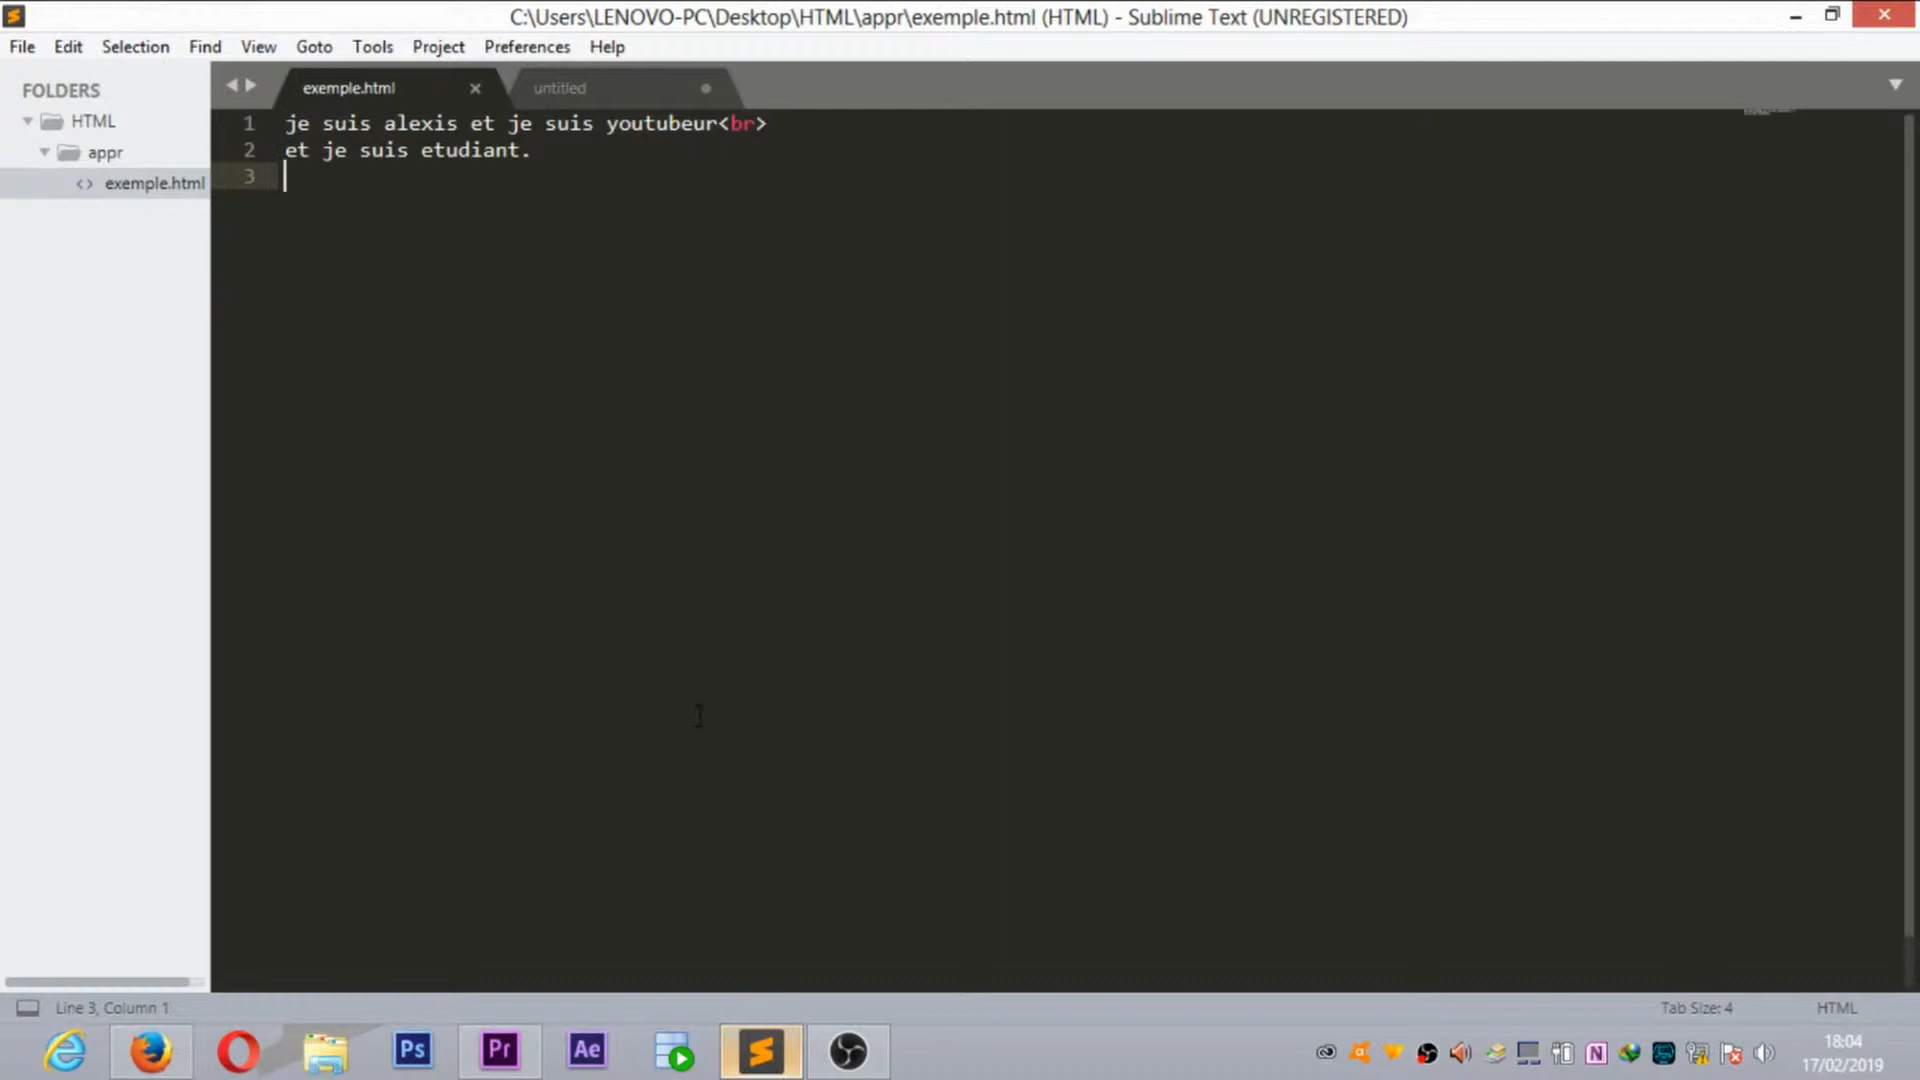 C:\Users\LENOVO-PC\Desktop\HTML\appr\exemple.html (HTML) - Sublime Text (UNREGISTERED)
File Edit Selection Find View Goto Tools Project Preferences Help
FOLDERS
HTML
appr
<> exemple.html
exemple.html untitled
1 je suis alexis et je suis youtubeur<br>
2 et je suis etudiant.
3
Line 3, Column 1
Tab Size: 4 HTML
Ps Pr Ae
N
18:04
17/02/2019